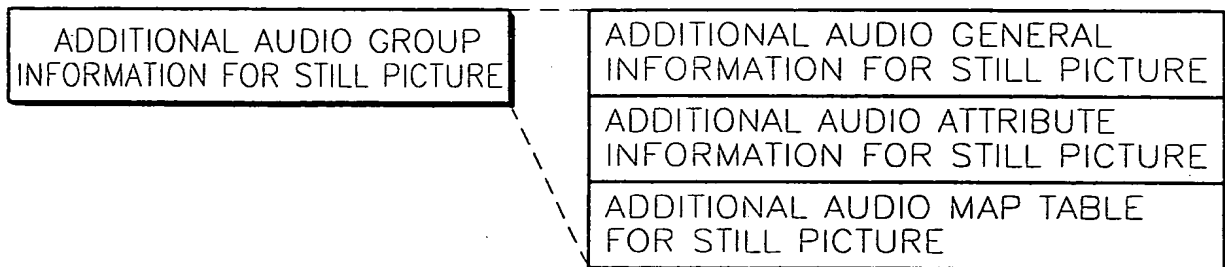 ADDITIONAL AUDIO GROUP
INFORMATION FOR STILL PICTURE
ADDITIONAL AUDIO GENERAL
INFORMATION FOR STILL PICTURE
ADDITIONAL AUDIO ATTRIBUTE
INFORMATION FOR STILL PICTURE
ADDITIONAL AUDIO MAP TABLE
FOR STILL PICTURE